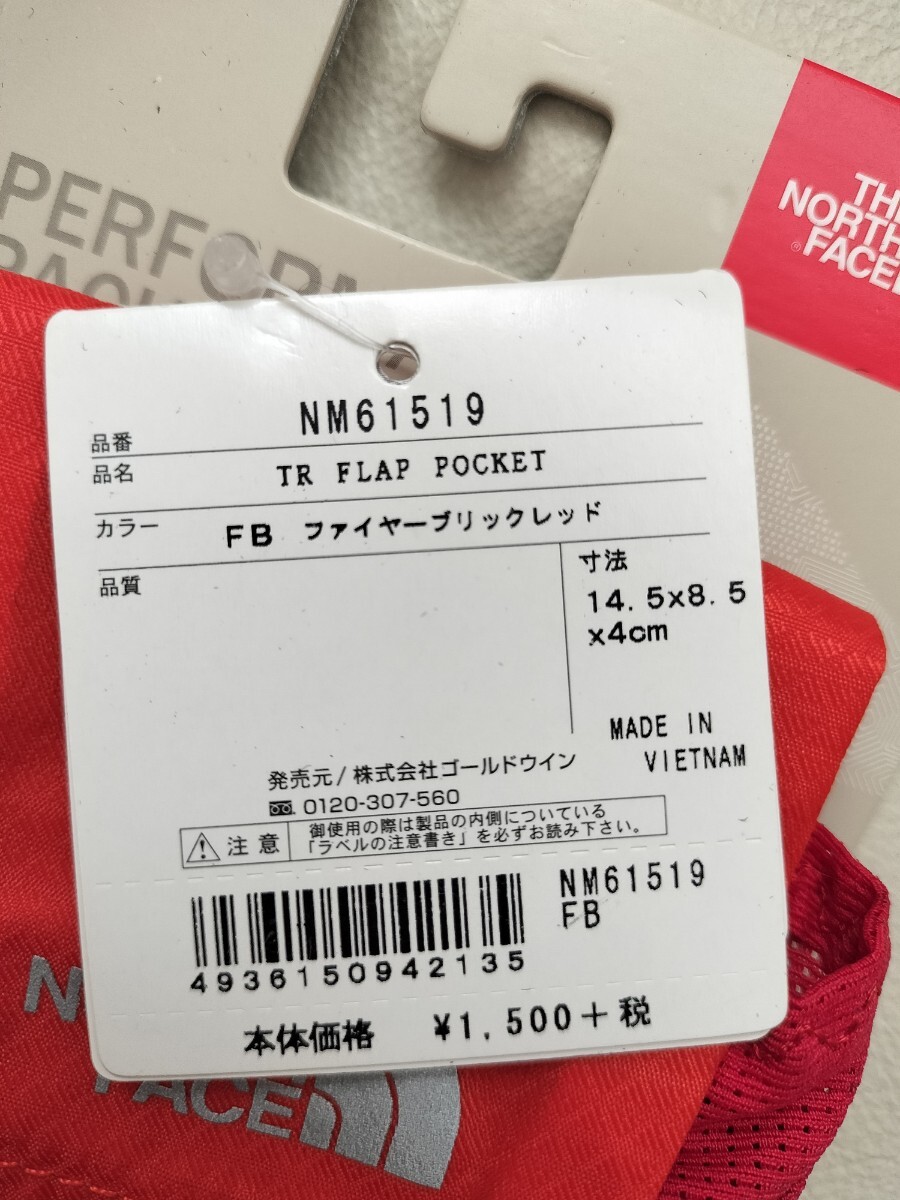 PERFORM
THE
NORTH
FACE
NM61519
品番
品名 TR FLAP POCKET
カラー FB ファイヤーブリックレッド
品質
寸法
14.5x8.5
x4cm
MADE IN
VIETNAM
発売元/株式会社ゴールドウイン
0120-307-560
注意
御使用の際は製品の内側についている
「ラベルの注意書き」を必ずお読み下さい。
NM61519
FB
4936150942135
本体価格 ¥1,500+税
FACE